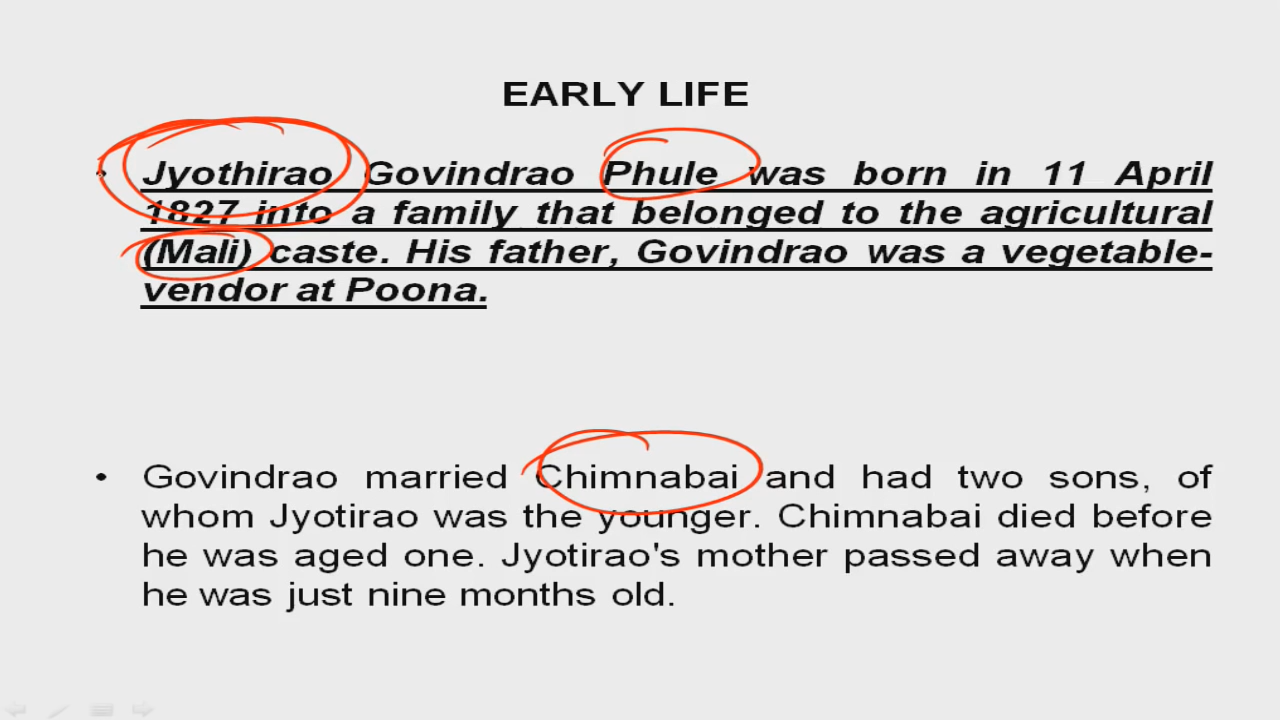 EARLY LIFE
• Jyothirao Govindrao Phule was born in 11 April
1827 into a family that belonged to the agricultural
(Mali) caste. His father, Govindrao was a vegetable-
vendor at Poona.
• Govindrao married Chimnabai and had two sons, of
whom Jyotirao was the younger. Chimnabai died before
he was aged one. Jyotirao's mother passed away when
he was just nine months old.